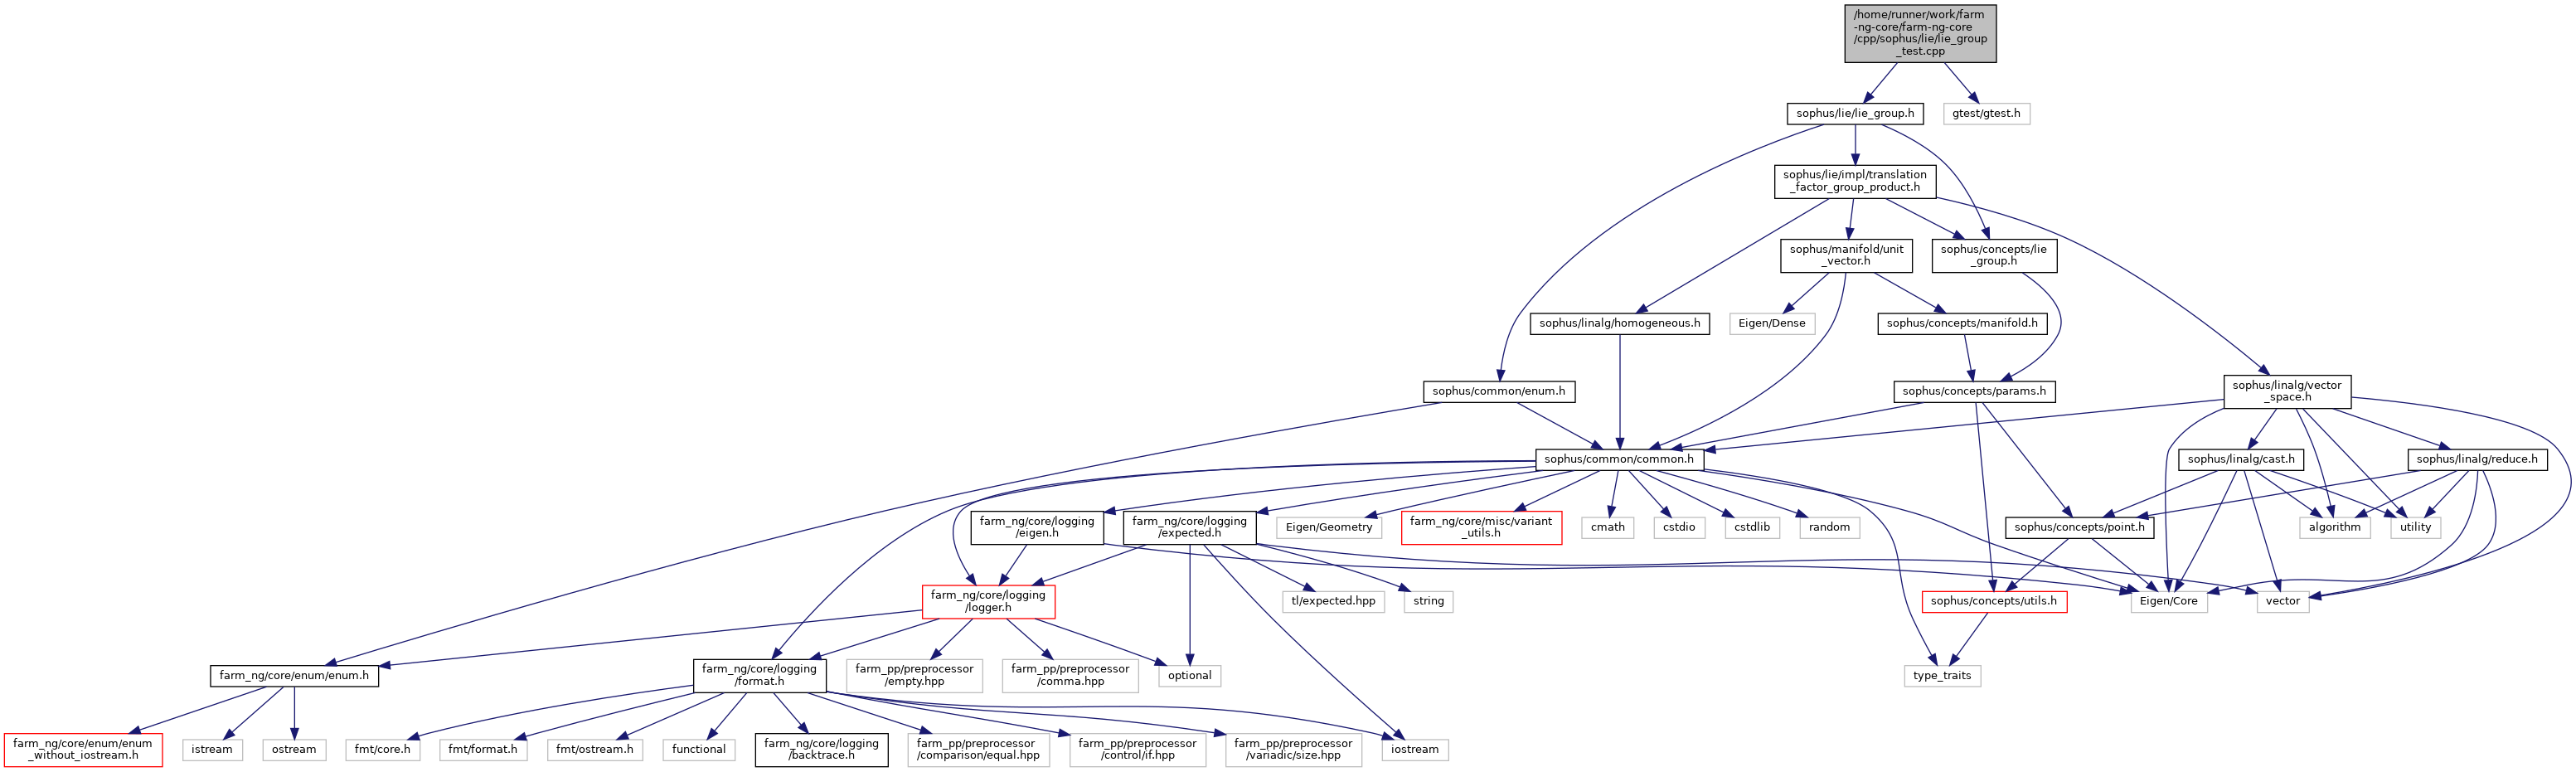 /home/runner/work/farm
-ng-core/farm-ng-core
/cpp/sophus/lie/lie_group
_test.cpp
sophus/lie/lie_group.h
gtest/gtest.h
sophus/lie/impl/translation
_factor_group_product.h
sophus/manifold/unit
_vector.h
sophus/concepts/lie
_group.h
sophus/linalg/homogeneous.h
Eigen/Dense
sophus/concepts/manifold.h
sophus/common/enum.h
sophus/concepts/params.h
sophus/linalg/vector
_space.h
sophus/common/common.h
sophus/linalg/cast.h
sophus/linalg/reduce.h
farm_ng/core/logging
/eigen.h
farm_ng/core/logging
/expected.h
Eigen/Geometry
farm_ng/core/misc/variant
_utils.h
cmath
cstdio
cstdlib
random
sophus/concepts/point.h
algorithm
utility
farm_ng/core/logging
/logger.h
tl/expected.hpp
string
sophus/concepts/utils.h
Eigen/Core
vector
farm_ng/core/enum/enum.h
farm_ng/core/logging
/format.h
farm_pp/preprocessor
/empty.hpp
farm_pp/preprocessor
/comma.hpp
optional
type_traits
farm_ng/core/enum/enum
_without_iostream.h
istream
ostream
fmt/core.h
fmt/format.h
fmt/ostream.h
functional
farm_ng/core/logging
/backtrace.h
farm_pp/preprocessor
/comparison/equal.hpp
farm_pp/preprocessor
/control/if.hpp
farm_pp/preprocessor
/variadic/size.hpp
iostream